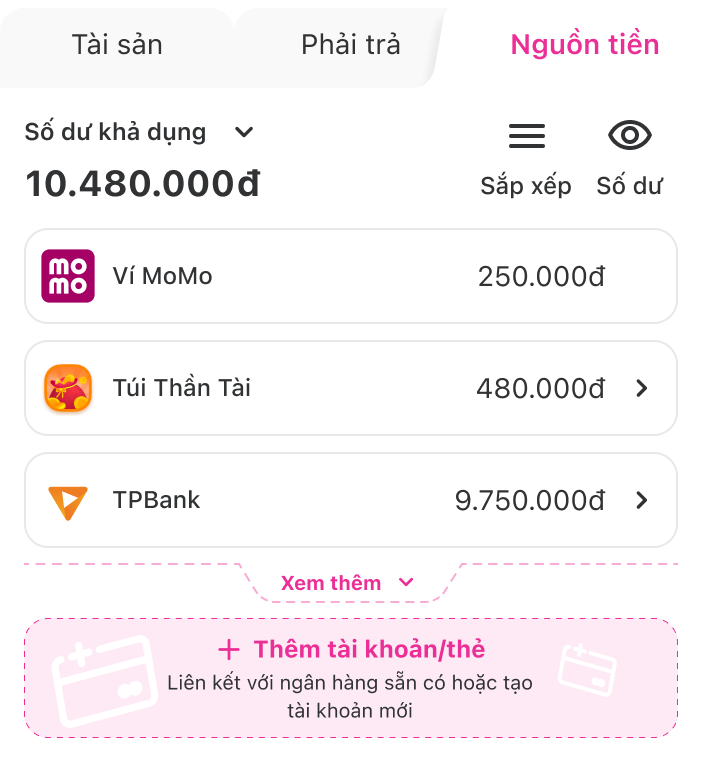 Tài sản
Phải trả
Nguồn tiền
Số dư khả dụng
10.480.000đ
Sắp xếp
Số dư
mo
mo
Ví MoMo
250.000đ
Túi Thần Tài
480.000đ
TPBank
9.750.000đ
Xem thêm
+ Thêm tài khoản/thẻ
Liên kết với ngân hàng sẵn có hoặc tạo
tài khoản mới